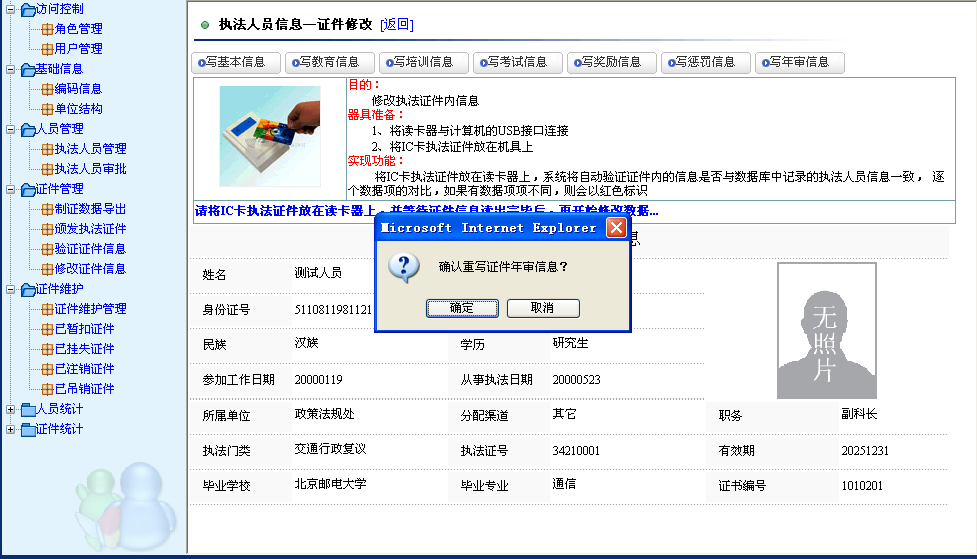 访问控制
角色管理
用户管理
基础信息
编码信息
单位结构
人员管理
执法人员管理
执法人员审批
证件管理
制证数据导出
颁发执法证件
验证证件信息
修改证件信息
证件维护
证件维护管理
已暂扣证件
已挂失证件
已注销证件
已吊销证件
人员统计
证件统计
执法人员信息—证件修改 [返回]
写基本信息 写教育信息 写培训信息 写考试信息 写奖励信息 写惩罚信息 写年审信息
目的：
修改执法证件内信息
器具准备：
1、将读卡器与计算机的USB接口连接
2、将IC卡执法证件放在机具上
实现功能：
将IC卡执法证件放在读卡器上，系统将自动验证证件内的信息是否与数据库中记录的执法人员信息一致， 逐
个数据项的对比，如果有数据项项不同，则会以红色标识
请将IC卡执法证件放在读卡器上，并等待证件信息读出完毕后，再开始修改数据...
息
Microsoft Internet Explorer
确认重写证件年审信息？
确定 取消
姓名 测试人员
身份证号 5110811981121
民族 汉族 学历 研究生
参加工作日期 20000119 从事执法日期 20000523
无
照
片
所属单位 政策法规处 分配渠道 其它 职务 副科长
执法门类 交通行政复议 执法证号 34210001 有效期 20251231
毕业学校 北京邮电大学 毕业专业 通信 证书编号 1010201